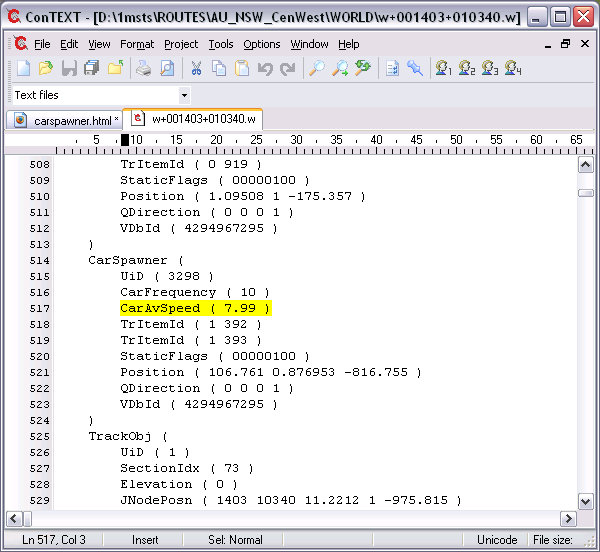 ConTEXT - [D:\1msts\ROUTES\AU_NSW_CenWest\WORLD\w+001403+010340.w]
File Edit View Format Project Tools Options Window Help
1 2 3 4
Text files
carspawner.html * w+001403+010340.w
5 10 15 20 25 30 35 40 45 50 55 60 65
508 TrItemId ( 0 919 )
509 StaticFlags ( 00000100 )
510 Position ( 1.09508 1 -175.357 )
511 QDirection ( 0 0 0 1 )
512 VDbId ( 4294967295 )
513 )
514 CarSpawner (
515 UiD ( 3298 )
516 CarFrequency ( 10 )
517 CarAvSpeed ( 7.99 )
518 TrItemId ( 1 392 )
519 TrItemId ( 1 393 )
520 StaticFlags ( 00000100 )
521 Position ( 106.761 0.876953 -816.755 )
522 QDirection ( 0 0 0 1 )
523 VDbId ( 4294967295 )
524 )
525 TrackObj (
526 UiD ( 1 )
527 SectionIdx ( 73 )
528 Elevation ( 0 )
529 JNodePosn ( 1403 10340 11.2212 1 -975.815 )
Ln 517, Col 3 Insert Sel: Normal Unicode File size: